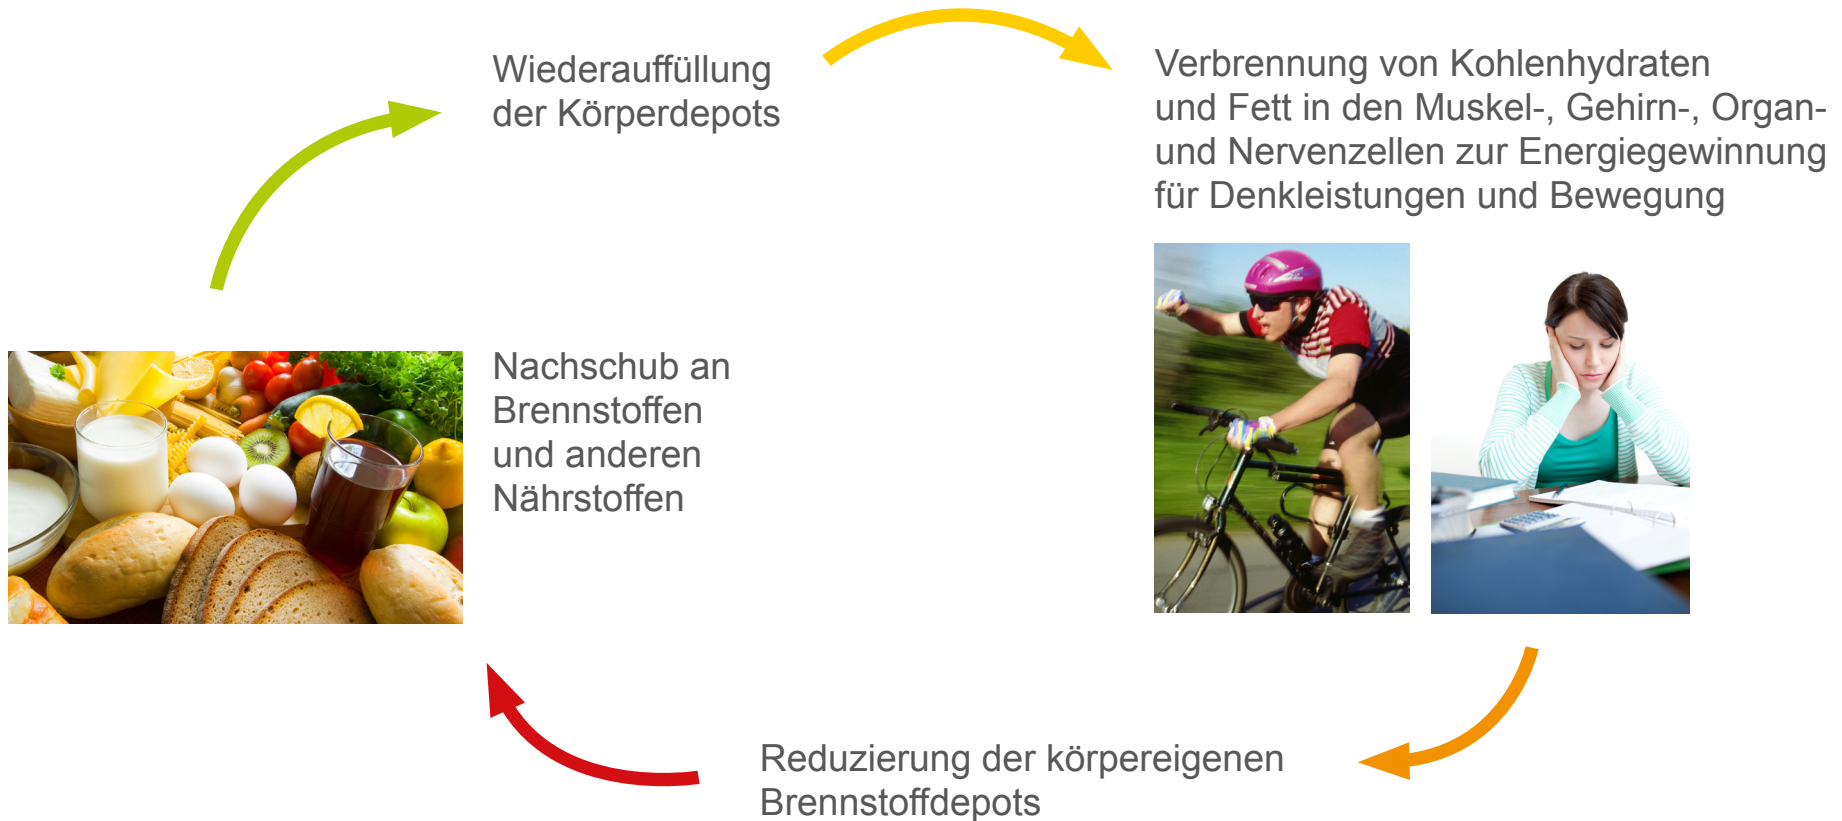 Wiederauffüllung
der Körperdepots
Verbrennung von Kohlenhydraten
und Fett in den Muskel-, Gehirn-, Organ-
und Nervenzellen zur Energiegewinnung
für Denkleistungen und Bewegung
Nachschub an
Brennstoffen
und anderen
Nährstoffen
Reduzierung der körpereigenen
Brennstoffdepots